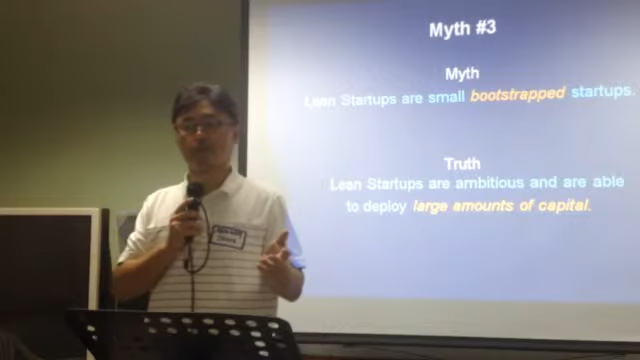 Myth #3
Myth
Lean Startups are small bootstrapped startups.
Truth
Lean Startups are ambitious and are able
to deploy large amounts of capital.